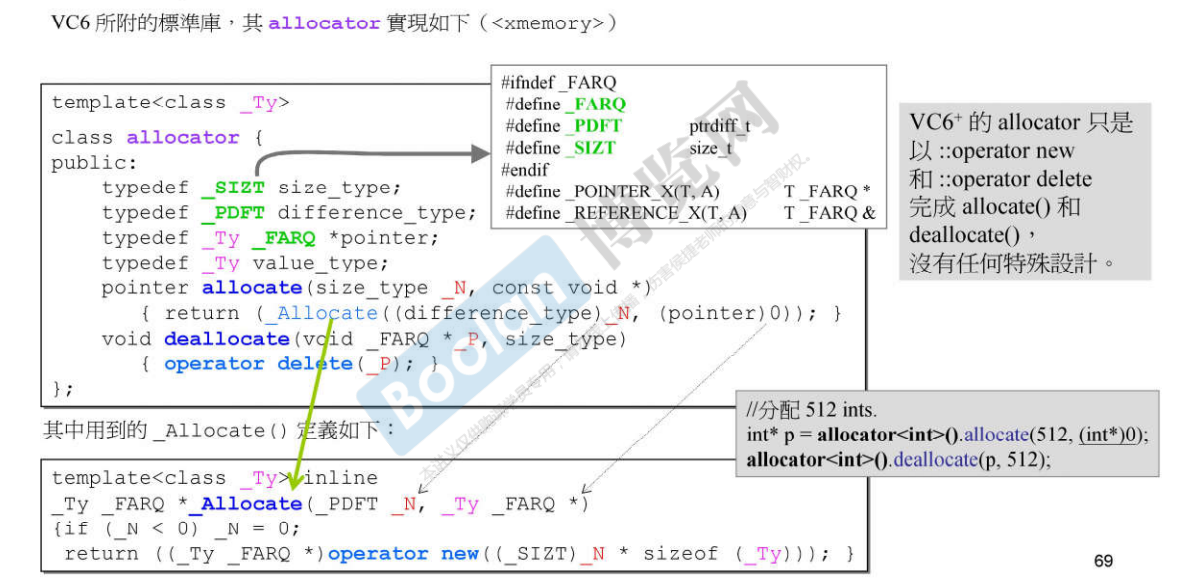 VC6 所附的標準庫，其 allocator 實現如下（<xmemory>）
template<class _Ty>
class allocator {
public:
typedef _SIZT size_type;
typedef _PDFT difference_type;
typedef _Ty _FARQ *pointer;
typedef _Ty value_type;
pointer allocate(size_type _N, const void *)
{ return (_Allocate((difference_type)_N, (pointer)0)); }
void deallocate(void _FARQ *_P, size_type)
{ operator delete(_P); }
};
#ifndef _FARQ
#define _FARQ
#define _PDFT ptrdiff_t
#define _SIZT size_t
#endif
#define _POINTER_X(T, A) T _FARQ *
#define _REFERENCE_X(T, A) T _FARQ &
VC6+ 的 allocator 只是
以 ::operator new
和 ::operator delete
完成 allocate() 和
deallocate()，
沒有任何特殊設計。
//分配 512 ints.
int* p = allocator<int>().allocate(512, (int*)0);
allocator<int>().deallocate(p, 512);
其中用到的 _Allocate() 定義如下：
template<class _Ty> inline
_Ty _FARQ *_Allocate(_PDFT _N, _Ty _FARQ *)
{if (_N < 0) _N = 0;
return ((_Ty _FARQ *)operator new((_SIZT)_N * sizeof (_Ty))); }
Boolan 博览网
69